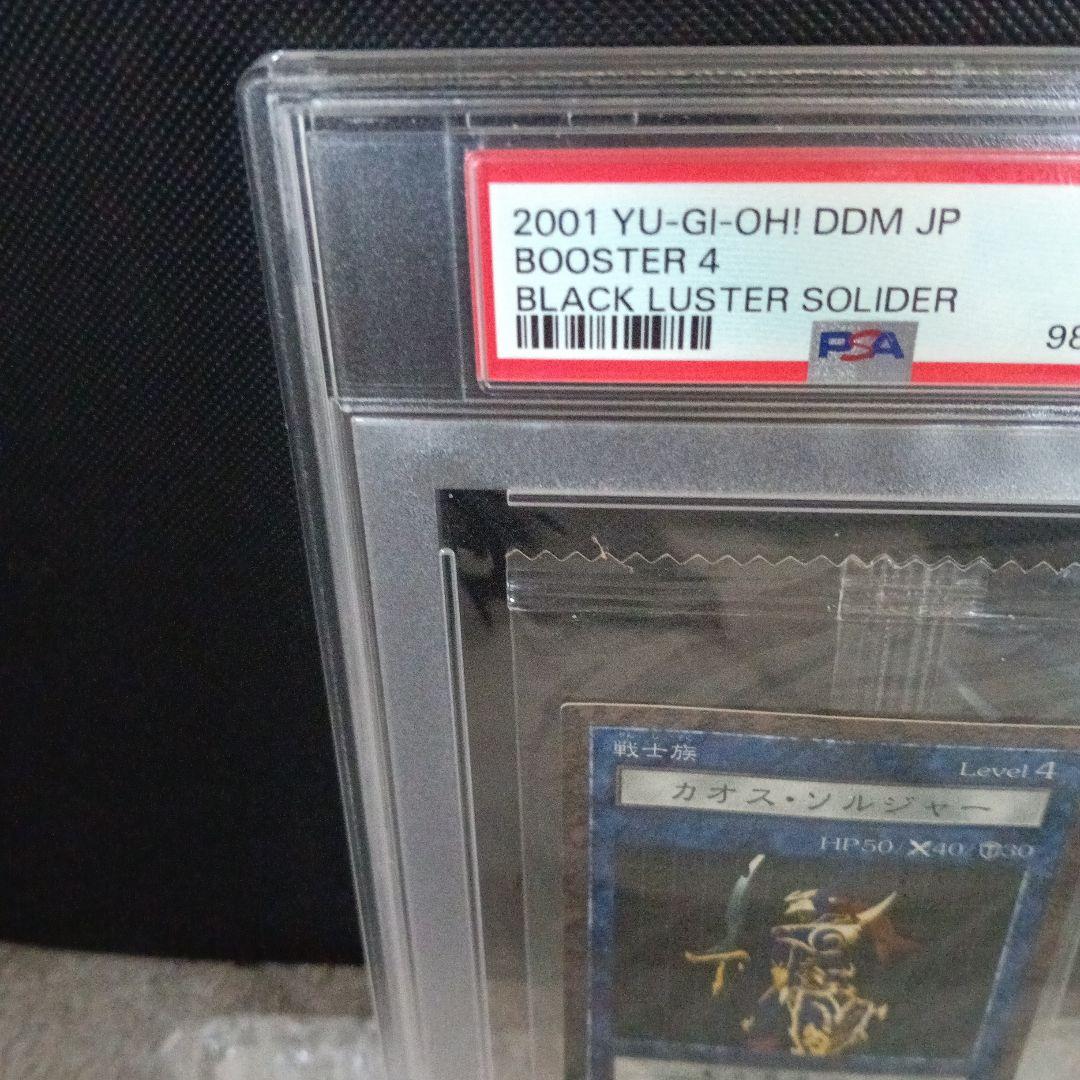 2001 YU-GI-OH! DDM JP
BOOSTER 4
BLACK LUSTER SOLIDER
PSA
98
戦士族
Level 4
カオス・ソルジャー
HP50/40/30